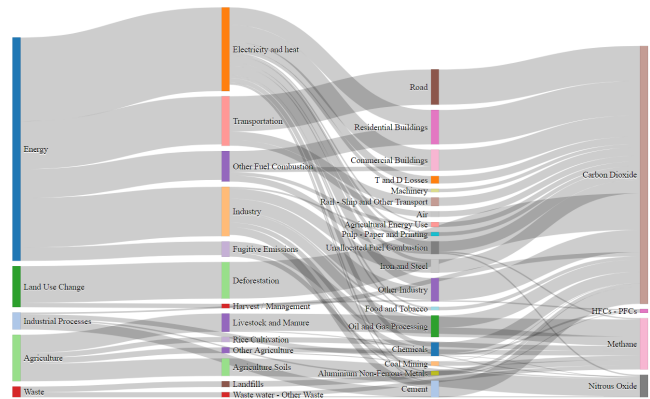 Energy
Land Use Change
Industrial Processes
Agriculture
Waste
Electricity and heat
Transportation
Other Fuel Combustion
Industry
Fugitive Emissions
Deforestation
Harvest / Management
Livestock and Manure
Rice Cultivation
Other Agriculture
Agriculture Soils
Landfills
Waste water - Other Waste
Road
Residential Buildings
Commercial Buildings
T and D Losses
Machinery
Rail - Ship and Other Transport
Air
Agricultural Energy Use
Pulp - Paper and Printing
Unallocated Fuel Combustion
Iron and Steel
Other Industry
Food and Tobacco
Oil and Gas Processing
Chemicals
Coal Mining
Aluminium Non-Ferrous Metals
Cement
Carbon Dioxide
HFCs - PFCs
Methane
Nitrous Oxide